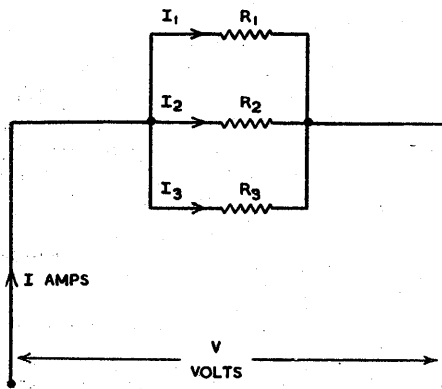 I₁ R₁
I₂ R₂
I₃ R₃
I AMPS
V
VOLTS